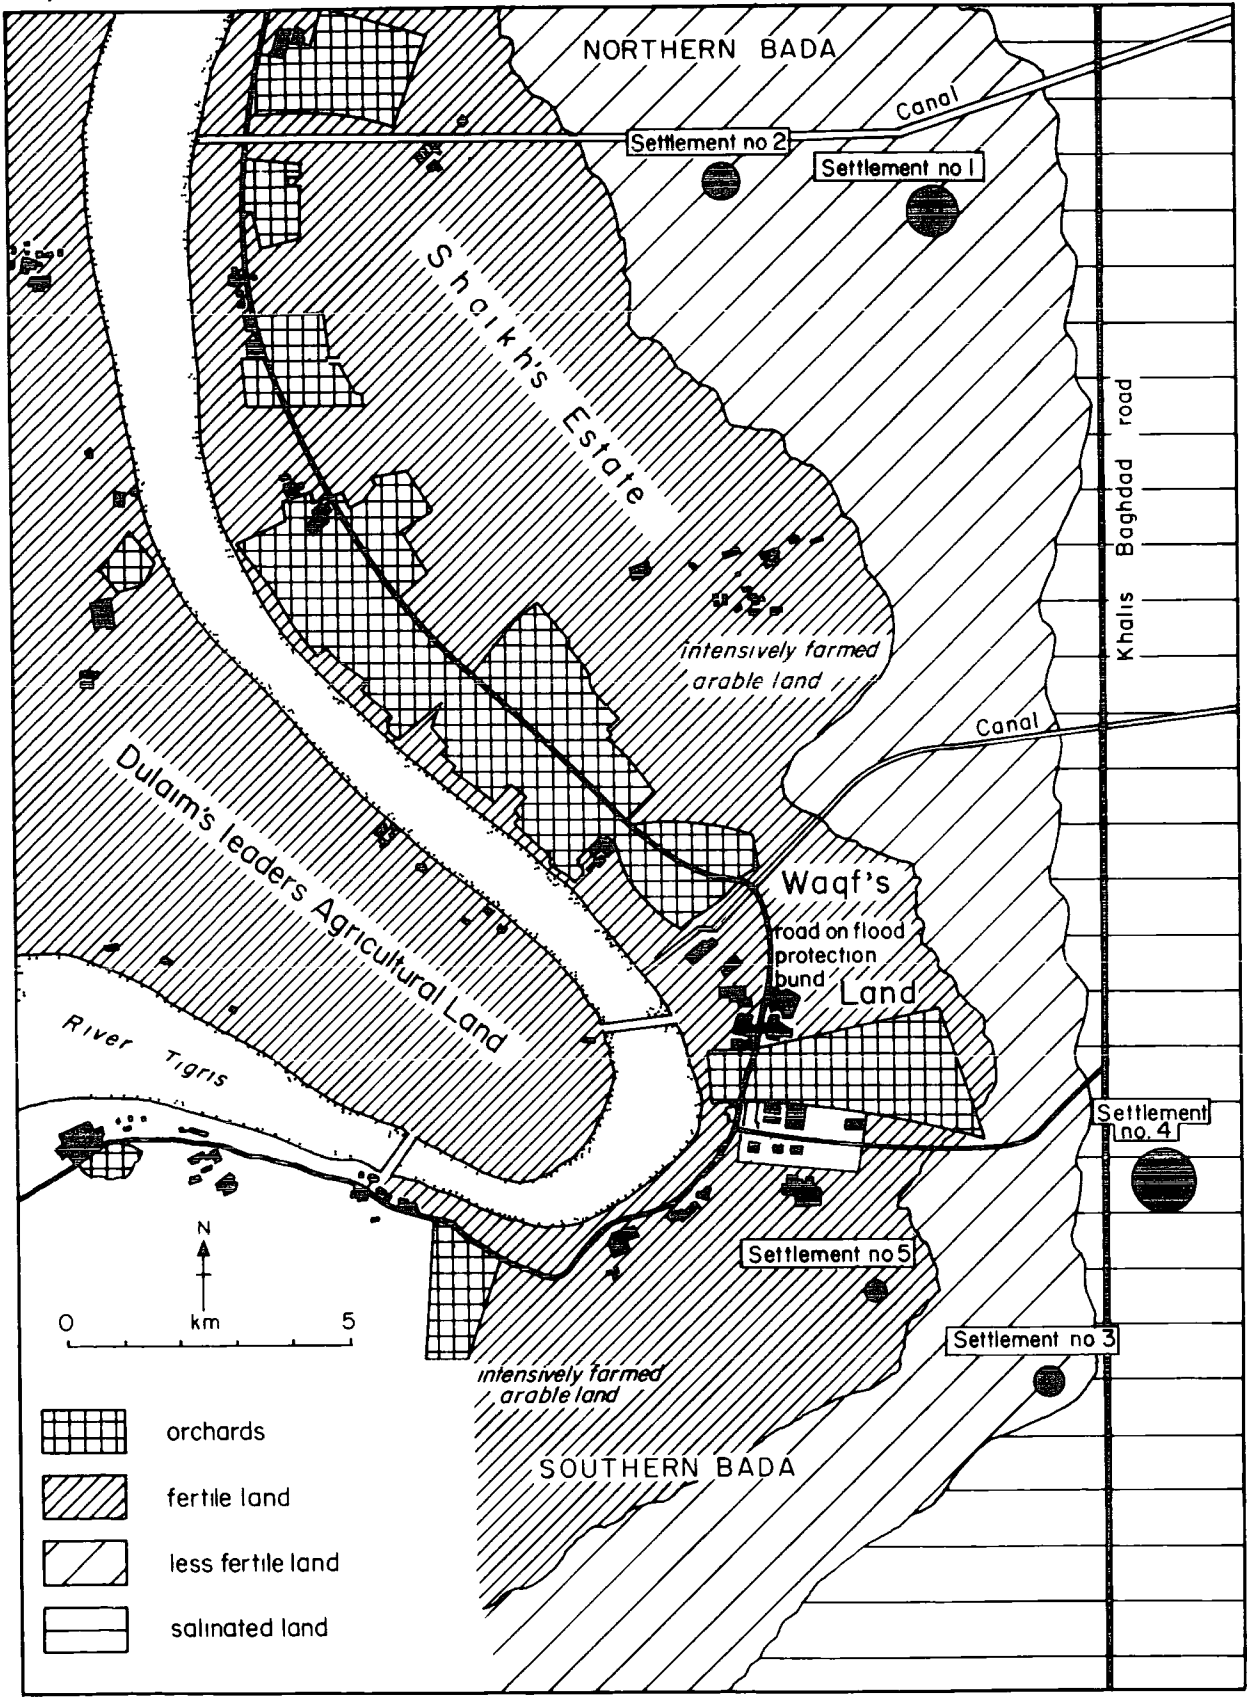 NORTHERN BADA
Canal
Settlement no 2
Settlement no 1
Shaikh's Estate
Khalis Baghdad road
intensively farmed
arable land
Canal
Dulaim's leaders Agricultural Land
Waqf's
road on flood
protection
bund
Land
River Tigris
Settlement
no. 4
N
Settlement no 5
0 km 5
Settlement no 3
intensively farmed
arable land
orchards
SOUTHERN BADA
fertile land
less fertile land
salinated land